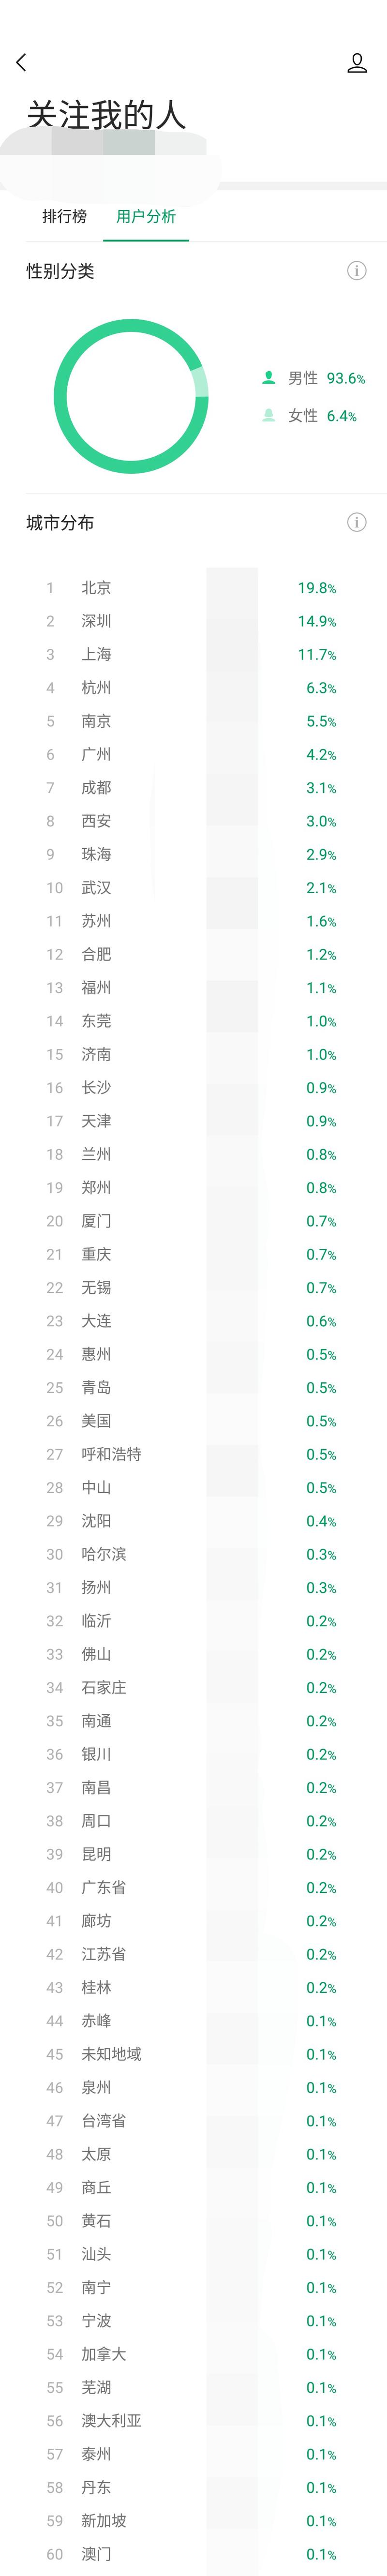 关注我的人
排行榜 用户分析
性别分类
男性 93.6%
女性 6.4%
城市分布
1 北京 19.8%
2 深圳 14.9%
3 上海 11.7%
4 杭州 6.3%
5 南京 5.5%
6 广州 4.2%
7 成都 3.1%
8 西安 3.0%
9 珠海 2.9%
10 武汉 2.1%
11 苏州 1.6%
12 合肥 1.2%
13 福州 1.1%
14 东莞 1.0%
15 济南 1.0%
16 长沙 0.9%
17 天津 0.9%
18 兰州 0.8%
19 郑州 0.8%
20 厦门 0.7%
21 重庆 0.7%
22 无锡 0.7%
23 大连 0.6%
24 惠州 0.5%
25 青岛 0.5%
26 美国 0.5%
27 呼和浩特 0.5%
28 中山 0.5%
29 沈阳 0.4%
30 哈尔滨 0.3%
31 扬州 0.3%
32 临沂 0.2%
33 佛山 0.2%
34 石家庄 0.2%
35 南通 0.2%
36 银川 0.2%
37 南昌 0.2%
38 周口 0.2%
39 昆明 0.2%
40 广东省 0.2%
41 廊坊 0.2%
42 江苏省 0.2%
43 桂林 0.2%
44 赤峰 0.1%
45 未知地域 0.1%
46 泉州 0.1%
47 台湾省 0.1%
48 太原 0.1%
49 商丘 0.1%
50 黄石 0.1%
51 汕头 0.1%
52 南宁 0.1%
53 宁波 0.1%
54 加拿大 0.1%
55 芜湖 0.1%
56 澳大利亚 0.1%
57 泰州 0.1%
58 丹东 0.1%
59 新加坡 0.1%
60 澳门 0.1%